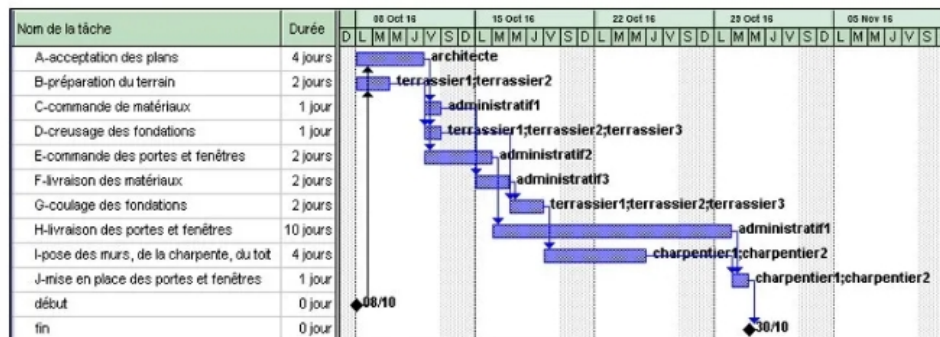 Nom de la tâche Durée 08 Oct 16 15 Oct 16 22 Oct 16 29 Oct 16 05 Nov 16
D L M M J V S D L M M J V S D L M M J V S D L M M J V S D L M M J V S
A-acceptation des plans 4 jours architecte
B-préparation du terrain 2 jours terrassier1;terrassier2
C-commande de matériaux 1 jour administratif1
D-creusage des fondations 1 jour terrassier1;terrassier2;terrassier3
E-commande des portes et fenêtres 2 jours administratif2
F-livraison des matériaux 2 jours administratif3
G-coulage des fondations 2 jours terrassier1;terrassier2;terrassier3
H-livraison des portes et fenêtres 10 jours administratif1
I-pose des murs, de la charpente, du toit 4 jours charpentier1;charpentier2
J-mise en place des portes et fenêtres 1 jour charpentier1;charpentier2
début 0 jour 08/10
fin 0 jour 30/10